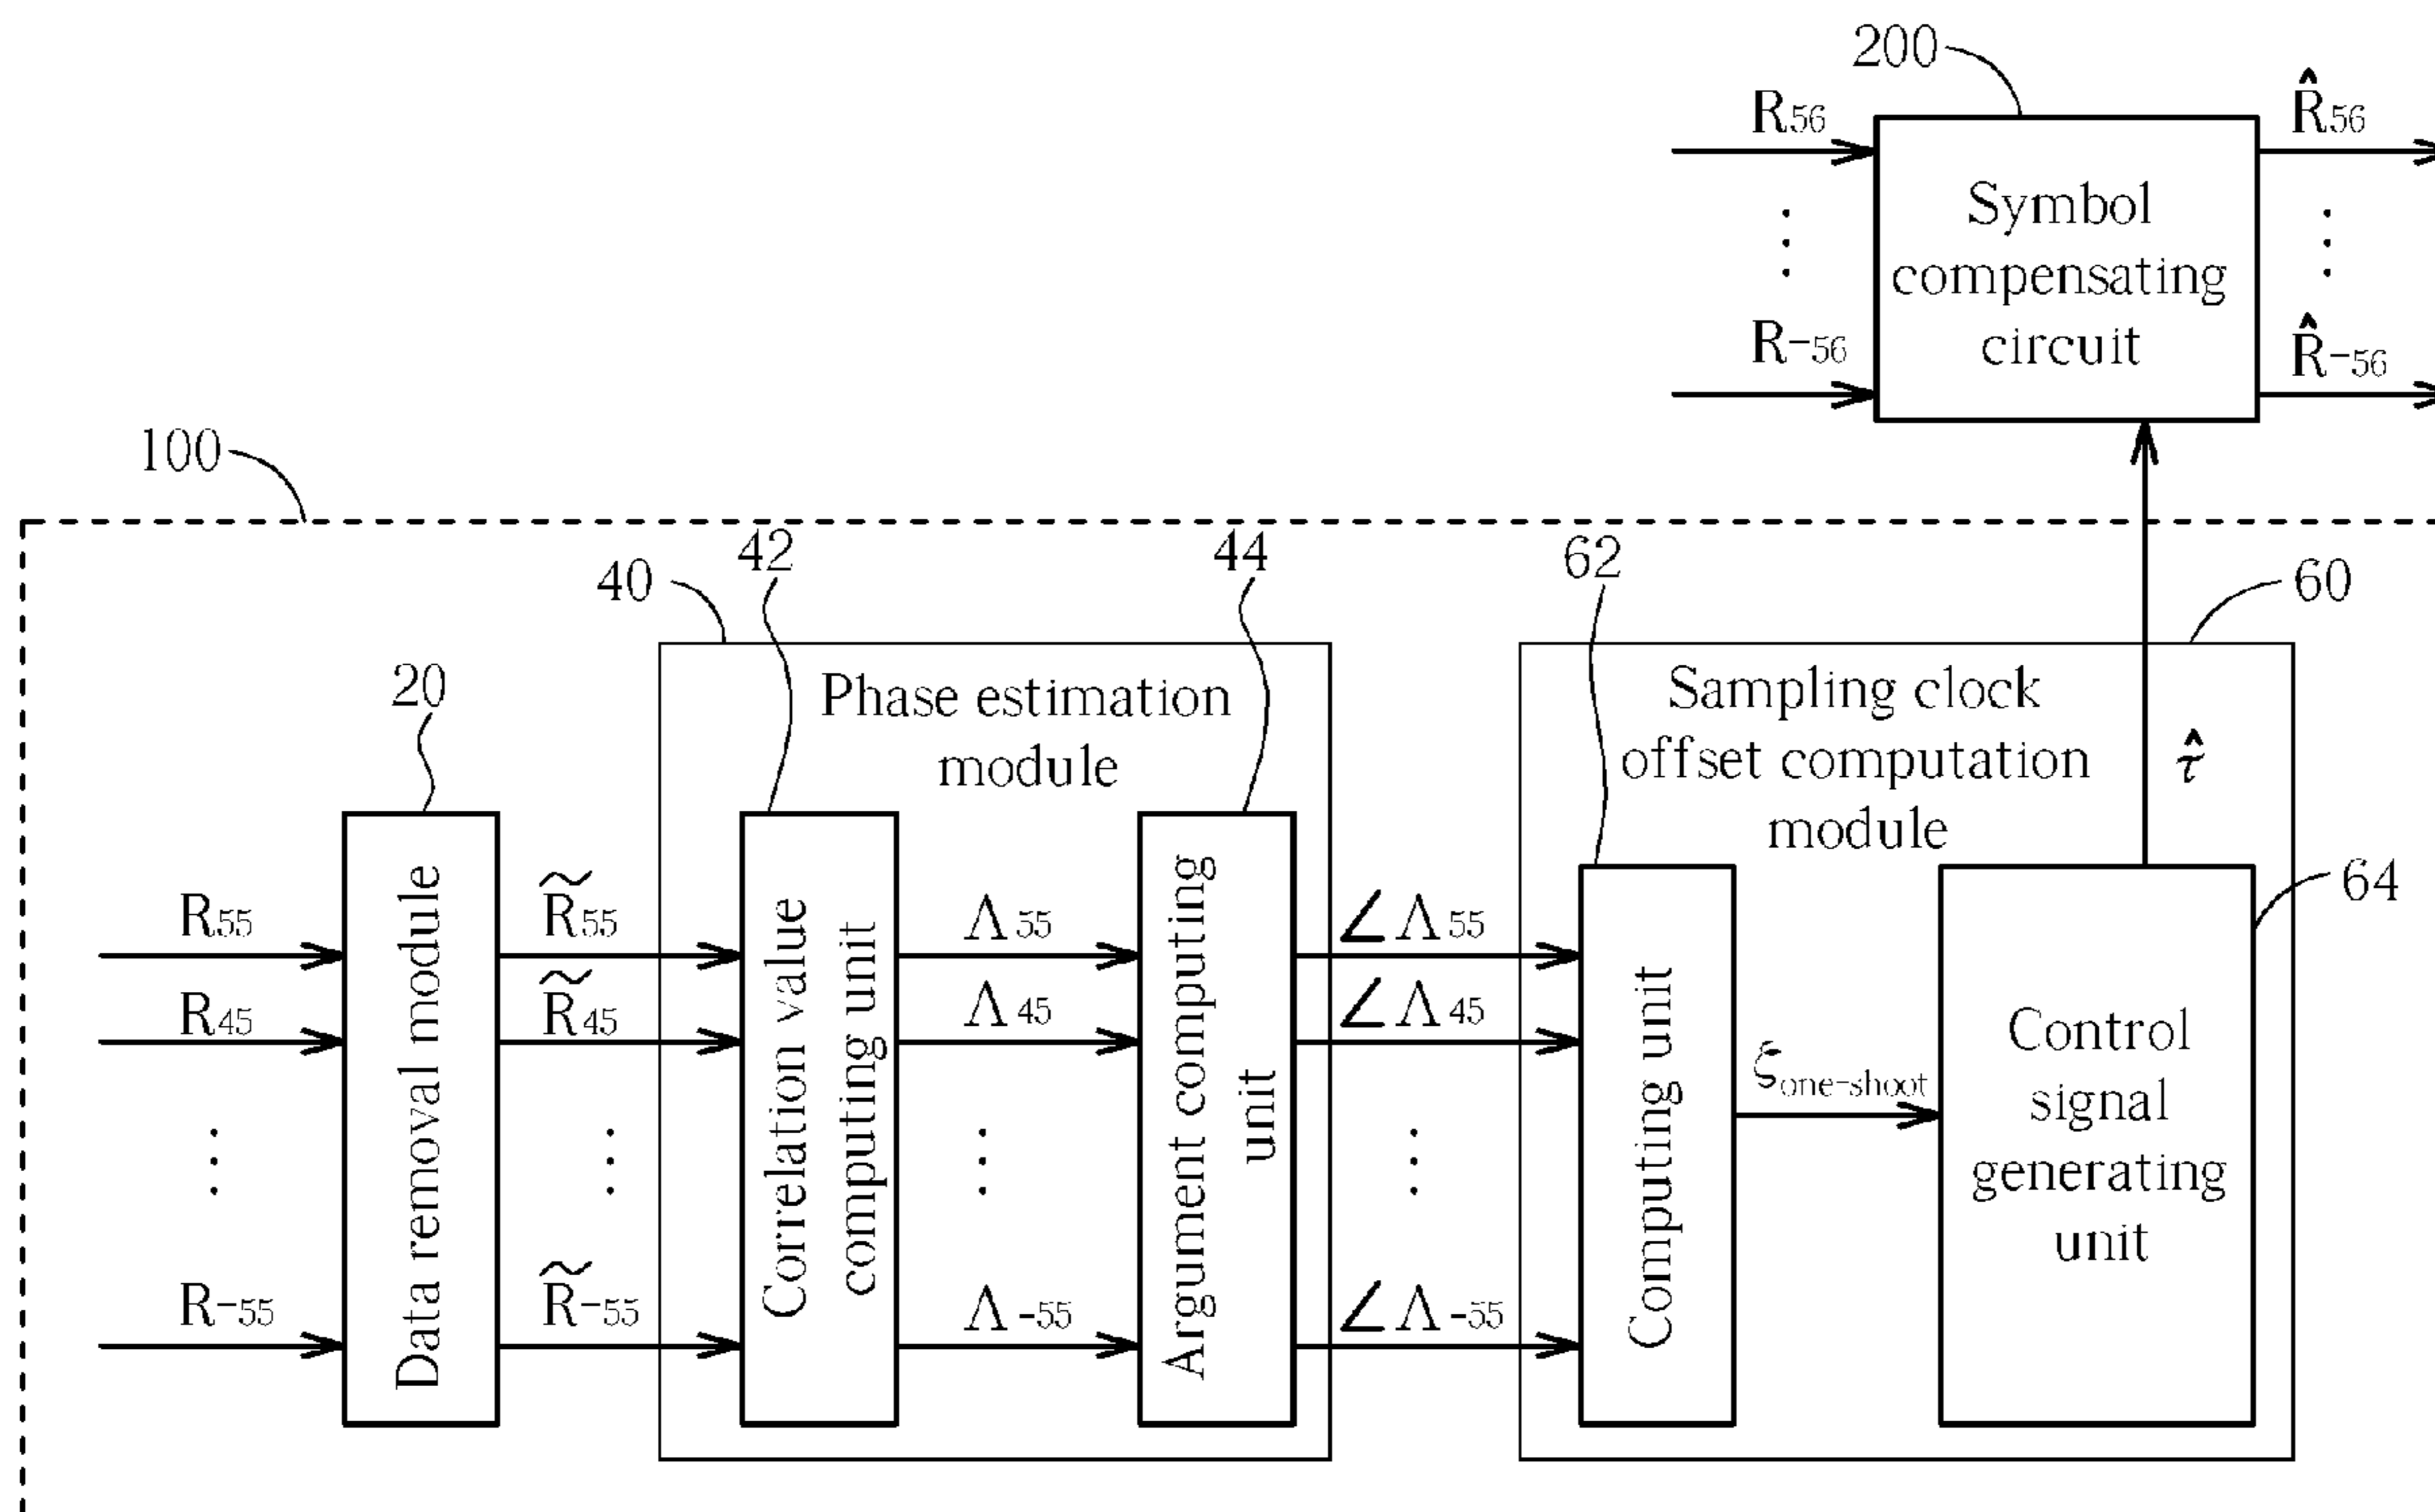 200
R56
R̂56
Symbol
compensating
circuit
R-56
R̂-56
100
40
42
44
62
60
20
Phase estimation
module
Sampling clock
offset computation
module
τ̂
64
R55
R̃55
Λ55
∠Λ55
R45
R̃45
Λ45
∠Λ45
R-55
R̃-55
Λ-55
∠Λ-55
Data removal module
Correlation value
computing unit
Argument computing
unit
Computing unit
ζone-shoot
Control
signal
generating
unit